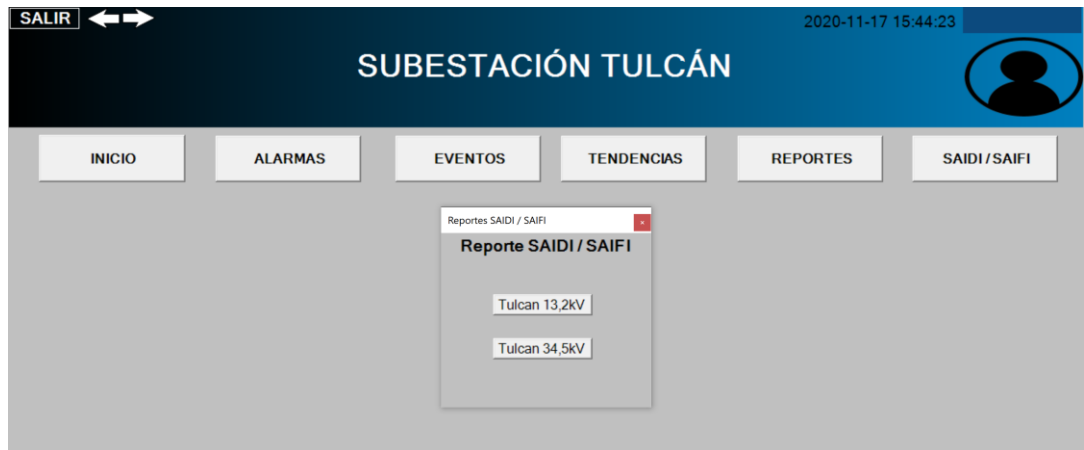 SALIR
2020-11-17 15:44:23
SUBESTACIÓN TULCÁN
INICIO
ALARMAS
EVENTOS
TENDENCIAS
REPORTES
SAIDI / SAIFI
Reportes SAIDI / SAIFI
x
Reporte SAIDI / SAIFI
Tulcan 13,2kV
Tulcan 34,5kV